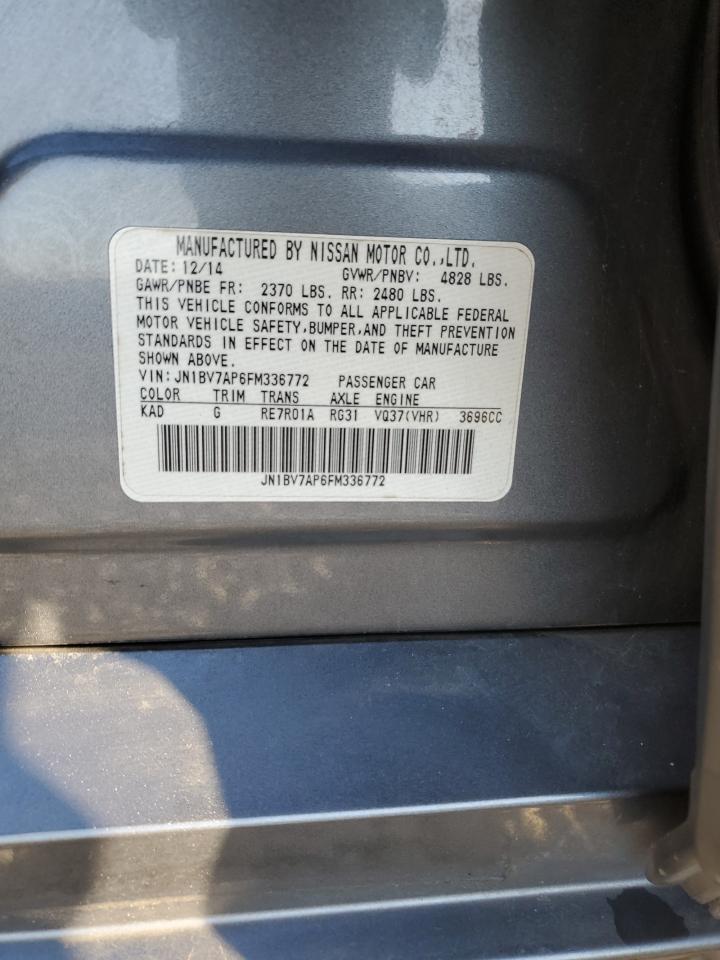 MANUFACTURED BY NISSAN MOTOR CO.,LTD.
DATE: 12/14 GVWR/PNBV: 4828 LBS.
GAWR/PNBE FR: 2370 LBS. RR: 2480 LBS.
THIS VEHICLE CONFORMS TO ALL APPLICABLE FEDERAL
MOTOR VEHICLE SAFETY,BUMPER,AND THEFT PREVENTION
STANDARDS IN EFFECT ON THE DATE OF MANUFACTURE
SHOWN ABOVE.
VIN: JN1BV7AP6FM336772 PASSENGER CAR
COLOR TRIM TRANS AXLE ENGINE
KAD G RE7R01A RG31 VQ37(VHR) 3696CC
JN1BV7AP6FM336772